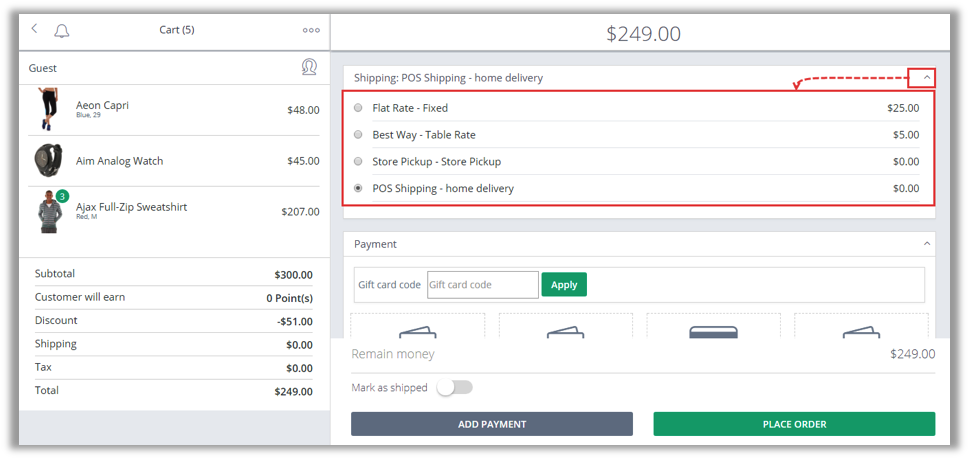 Cart (5)
Guest
Aeon Capri
Blue, 29
$48.00
Aim Analog Watch
$45.00
3
Ajax Full-Zip Sweatshirt
Red, M
$207.00
Subtotal $300.00
Customer will earn 0 Point(s)
Discount -$51.00
Shipping $0.00
Tax $0.00
Total $249.00
$249.00
Shipping: POS Shipping - home delivery
Flat Rate - Fixed $25.00
Best Way - Table Rate $5.00
Store Pickup - Store Pickup $0.00
POS Shipping - home delivery $0.00
Payment
Gift card code Gift card code Apply
Remain money $249.00
Mark as shipped
ADD PAYMENT PLACE ORDER